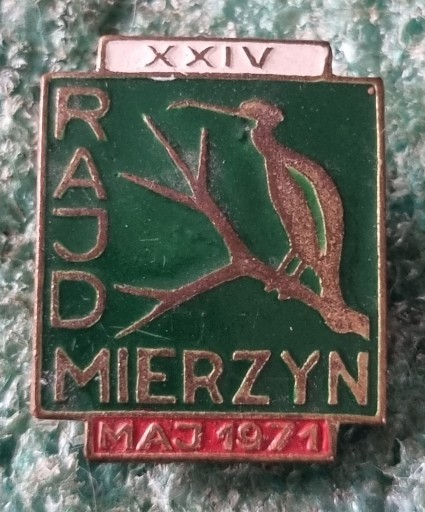 XXIV
RAJD
MIERZYN
MAJ 1971